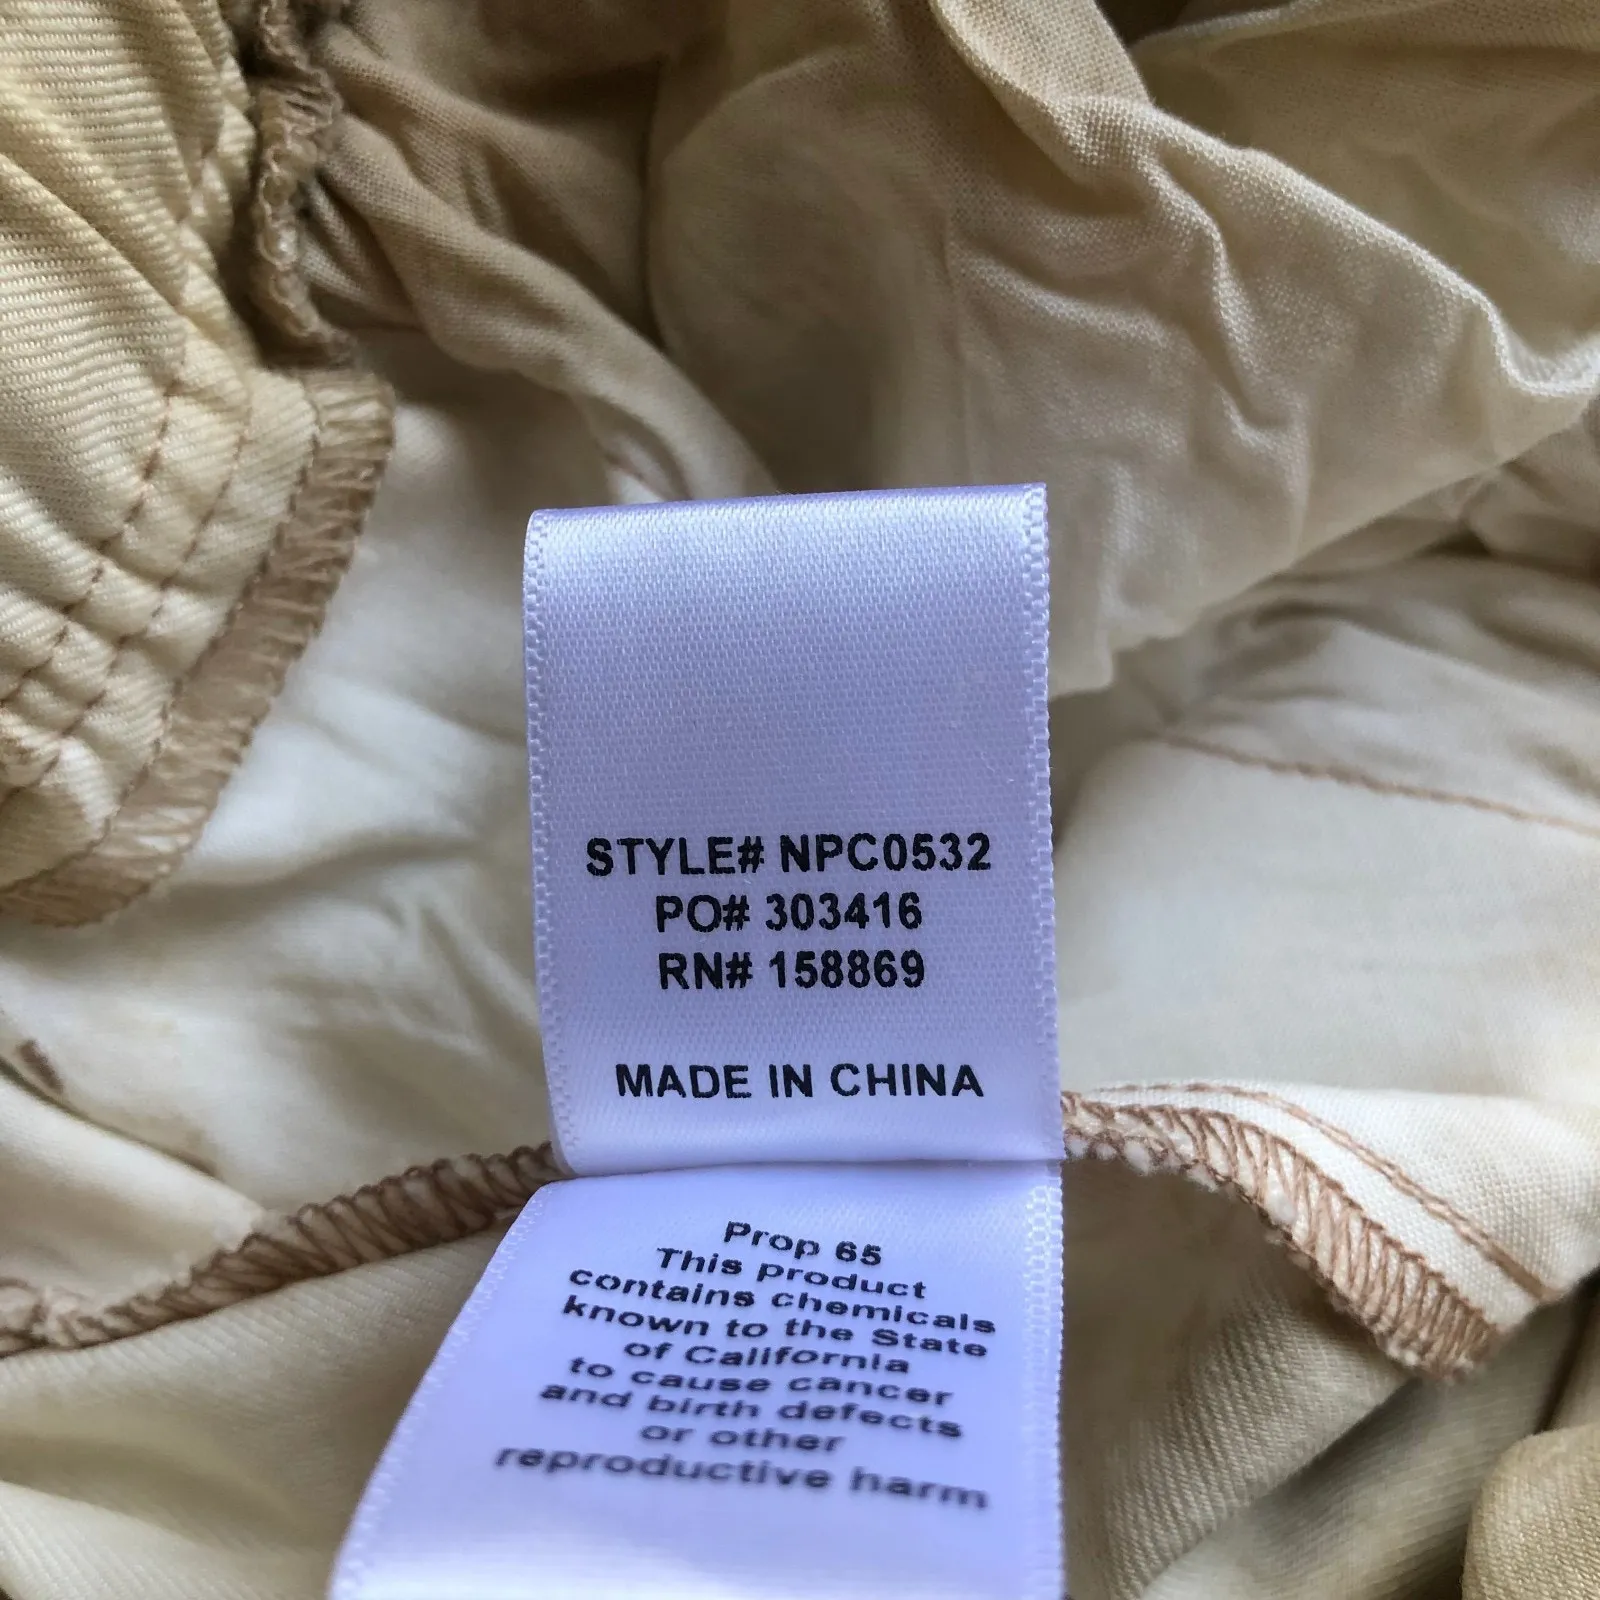 STYLE# NPC0532
PO# 303416
RN# 158869
MADE IN CHINA
Prop 65
This product
contains chemicals
known to the State
of California
to cause cancer
and birth defects
or other
reproductive harm